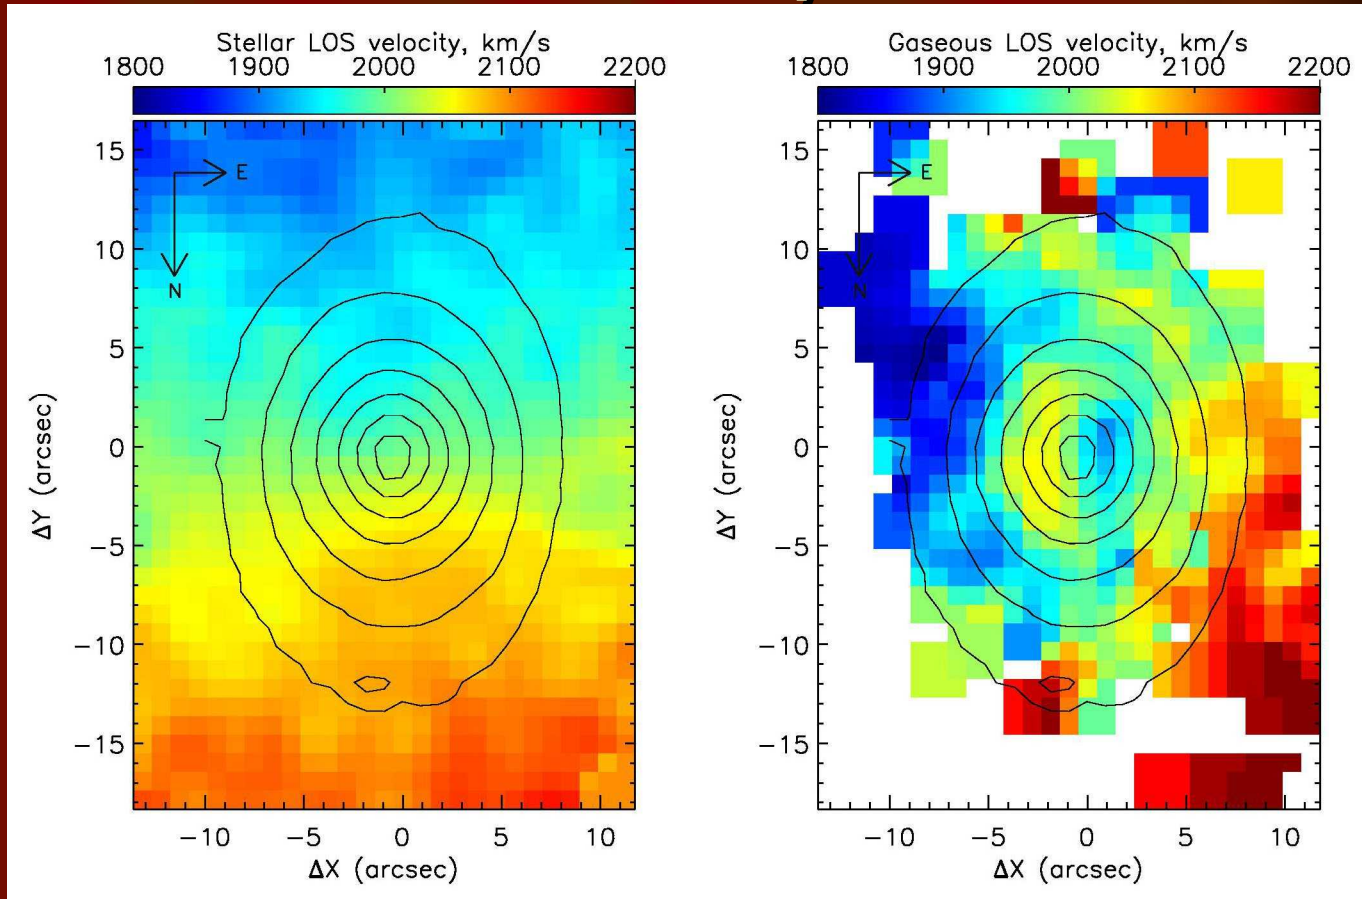 Stellar LOS velocity, km/s
1800 1900 2000 2100 2200
E
N
15
10
5
0
−5
−10
−15
ΔY (arcsec)
−10 −5 0 5 10
ΔX (arcsec)
Gaseous LOS velocity, km/s
1800 1900 2000 2100 2200
E
N
15
10
5
0
−5
−10
−15
ΔY (arcsec)
−10 −5 0 5 10
ΔX (arcsec)